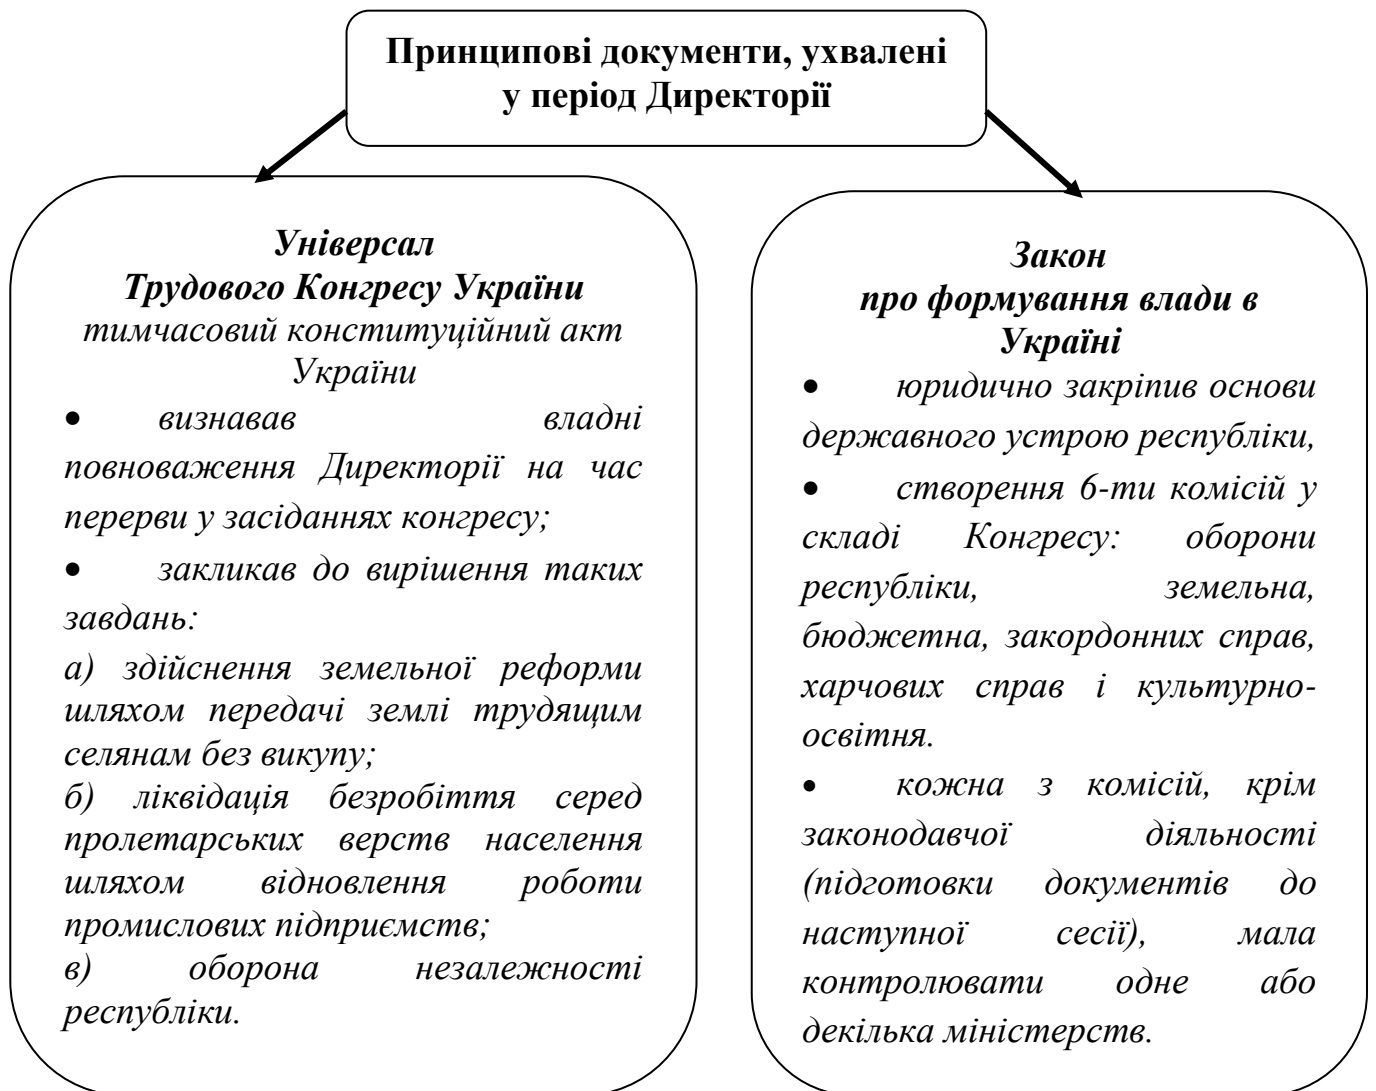 Принципові документи, ухвалені
у період Директорії
Універсал
Трудового Конгресу України
тимчасовий конституційний акт
України
• визнавав владні
повноваження Директорії на час
перерви у засіданнях конгресу;
• закликав до вирішення таких
завдань:
а) здійснення земельної реформи
шляхом передачі землі трудящим
селянам без викупу;
б) ліквідація безробіття серед
пролетарських верств населення
шляхом відновлення роботи
промислових підприємств;
в) оборона незалежності
республіки.
Закон
про формування влади в
Україні
• юридично закріпив основи
державного устрою республіки,
• створення 6-ти комісій у
складі Конгресу: оборони
республіки, земельна,
бюджетна, закордонних справ,
харчових справ і культурно-
освітня.
• кожна з комісій, крім
законодавчої діяльності
(підготовки документів до
наступної сесії), мала
контролювати одне або
декілька міністерств.